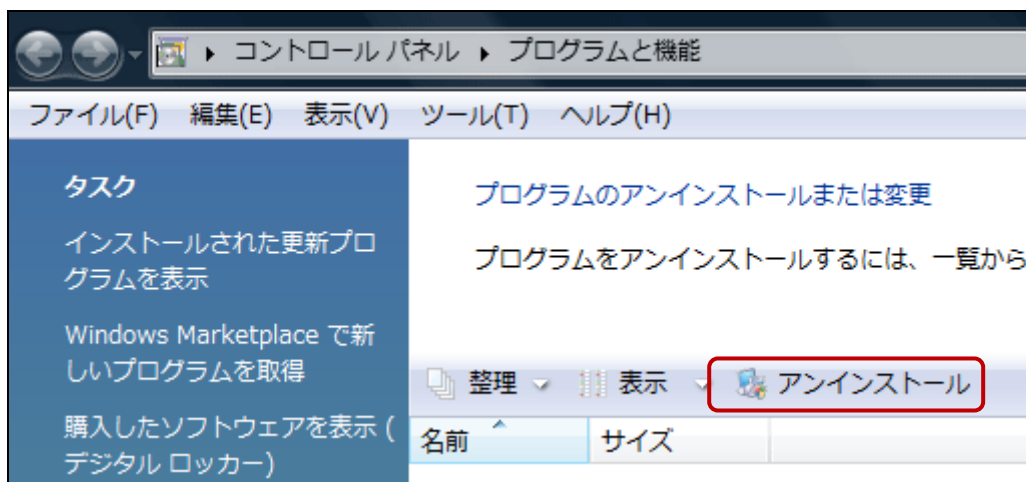 コントロール パネル ▸ プログラムと機能
ファイル(F) 編集(E) 表示(V) ツール(T) ヘルプ(H)
タスク
インストールされた更新プロ
グラムを表示
Windows Marketplace で新
しいプログラムを取得
購入したソフトウェアを表示 (
デジタル ロッカー)
プログラムのアンインストールまたは変更
プログラムをアンインストールするには、一覧から
整理 表示 アンインストール
名前 サイズ